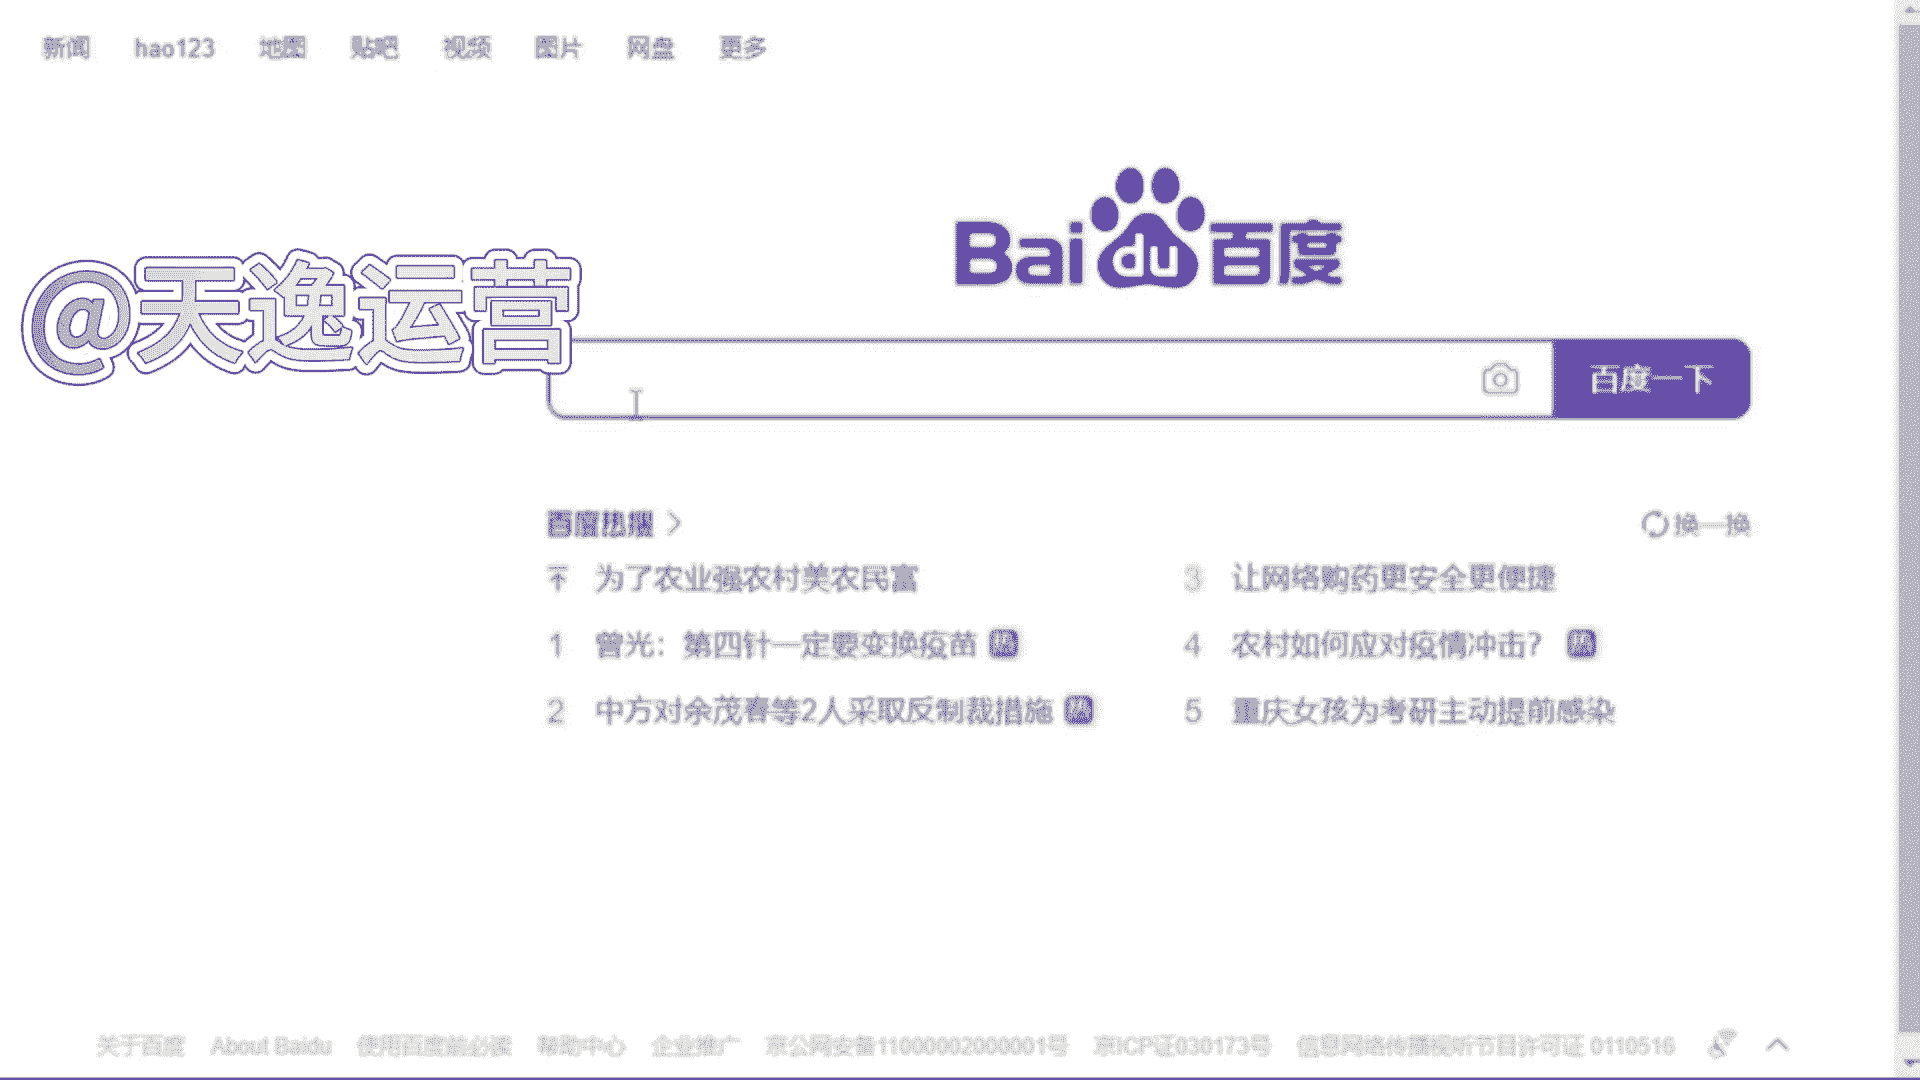 新闻 hao123 地图 贴吧 视频 图片 网盘 更多
Baidu百度
@天逸运营
百度一下
百度热搜 >
换一换
为了农业强农村美农民富
1 曾光：第四针一定要变换疫苗 热
2 中方对余茂春等2人采取反制裁措施 热
3 让网络购药更安全更便捷
4 农村如何应对疫情冲击？ 热
5 重庆女孩为考研主动提前感染
关于百度 About Baidu 使用百度前必读 帮助中心 企业推广 京公网安备11000002000001号 京ICP证030173号 信息网络传播视听节目许可证 0110516